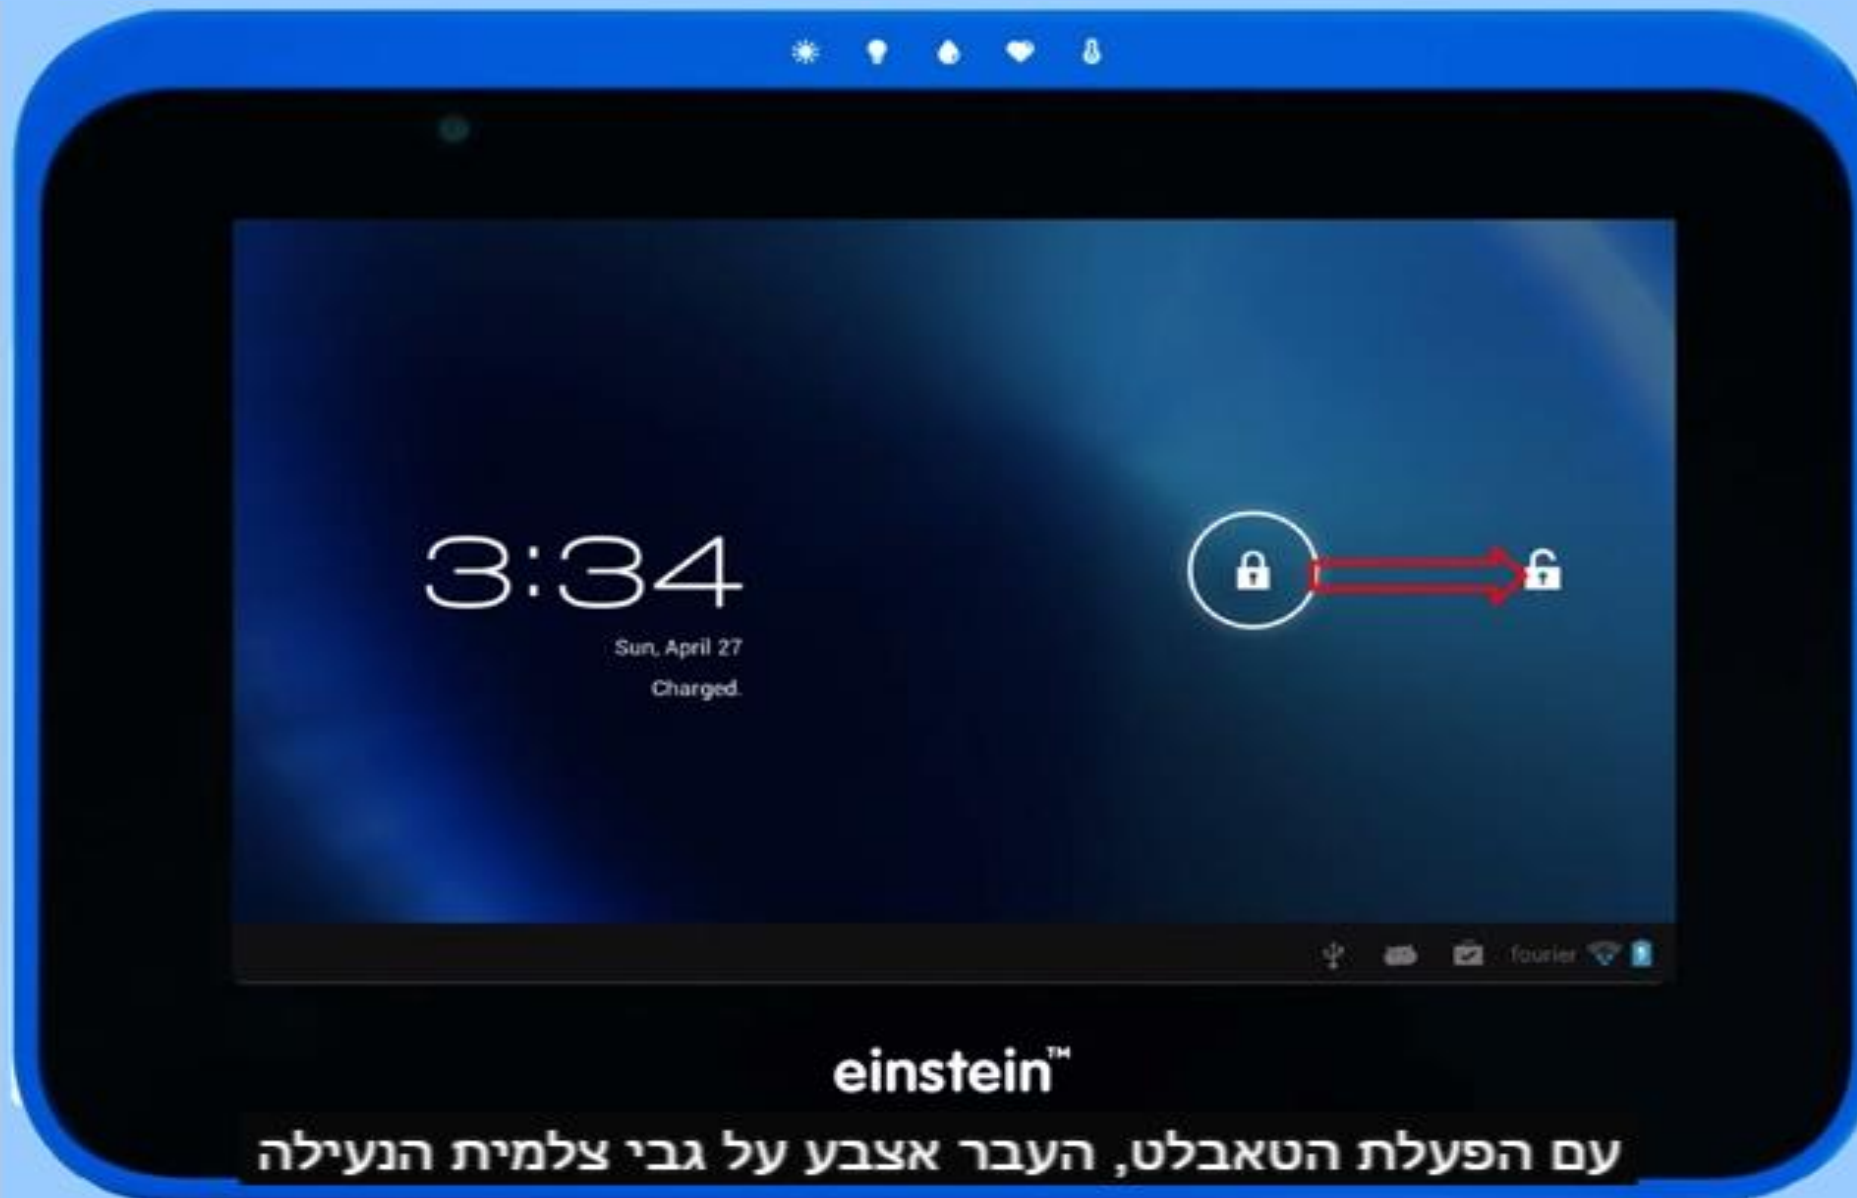 3:34
Sun, April 27
Charged.
fourier
einstein™
עם הפעלת הטאבלט, העבר אצבע על גבי צלמית הנעילה